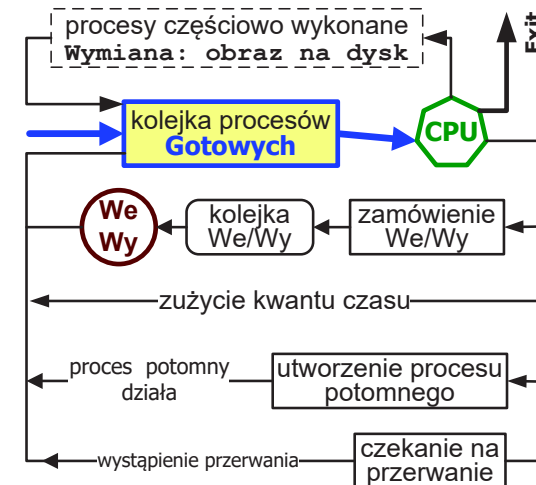 procesy częściowo wykonane
Wymiana: obraz na dysk
Exit
kolejka procesów
Gotowych
CPU
We
Wy
kolejka
We/Wy
zamówienie
We/Wy
zużycie kwantu czasu
proces potomny
działa
utworzenie procesu
potomnego
wystąpienie przerwania
czekanie na
przerwanie